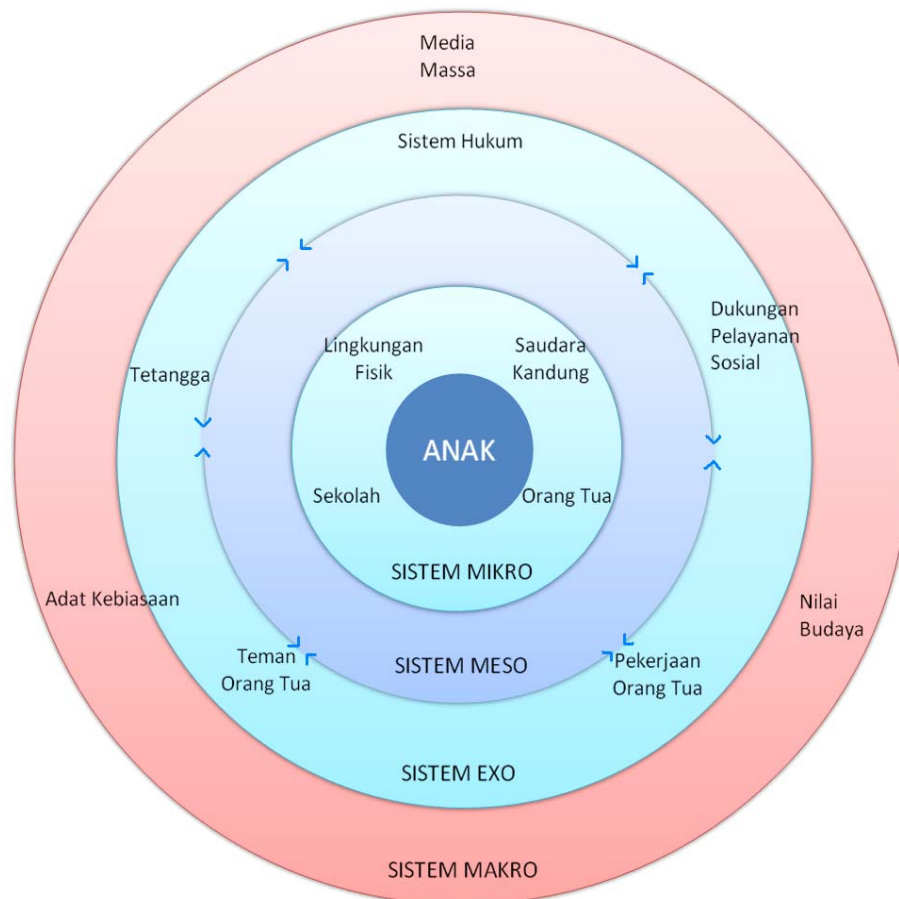 Media
Massa
Sistem Hukum
Dukungan
Pelayanan
Sosial
Lingkungan
Fisik
Saudara
Kandung
Tetangga
ANAK
Sekolah
Orang Tua
SISTEM MIKRO
Adat Kebiasaan
Nilai
Budaya
Teman
Orang Tua
SISTEM MESO
Pekerjaan
Orang Tua
SISTEM EXO
SISTEM MAKRO